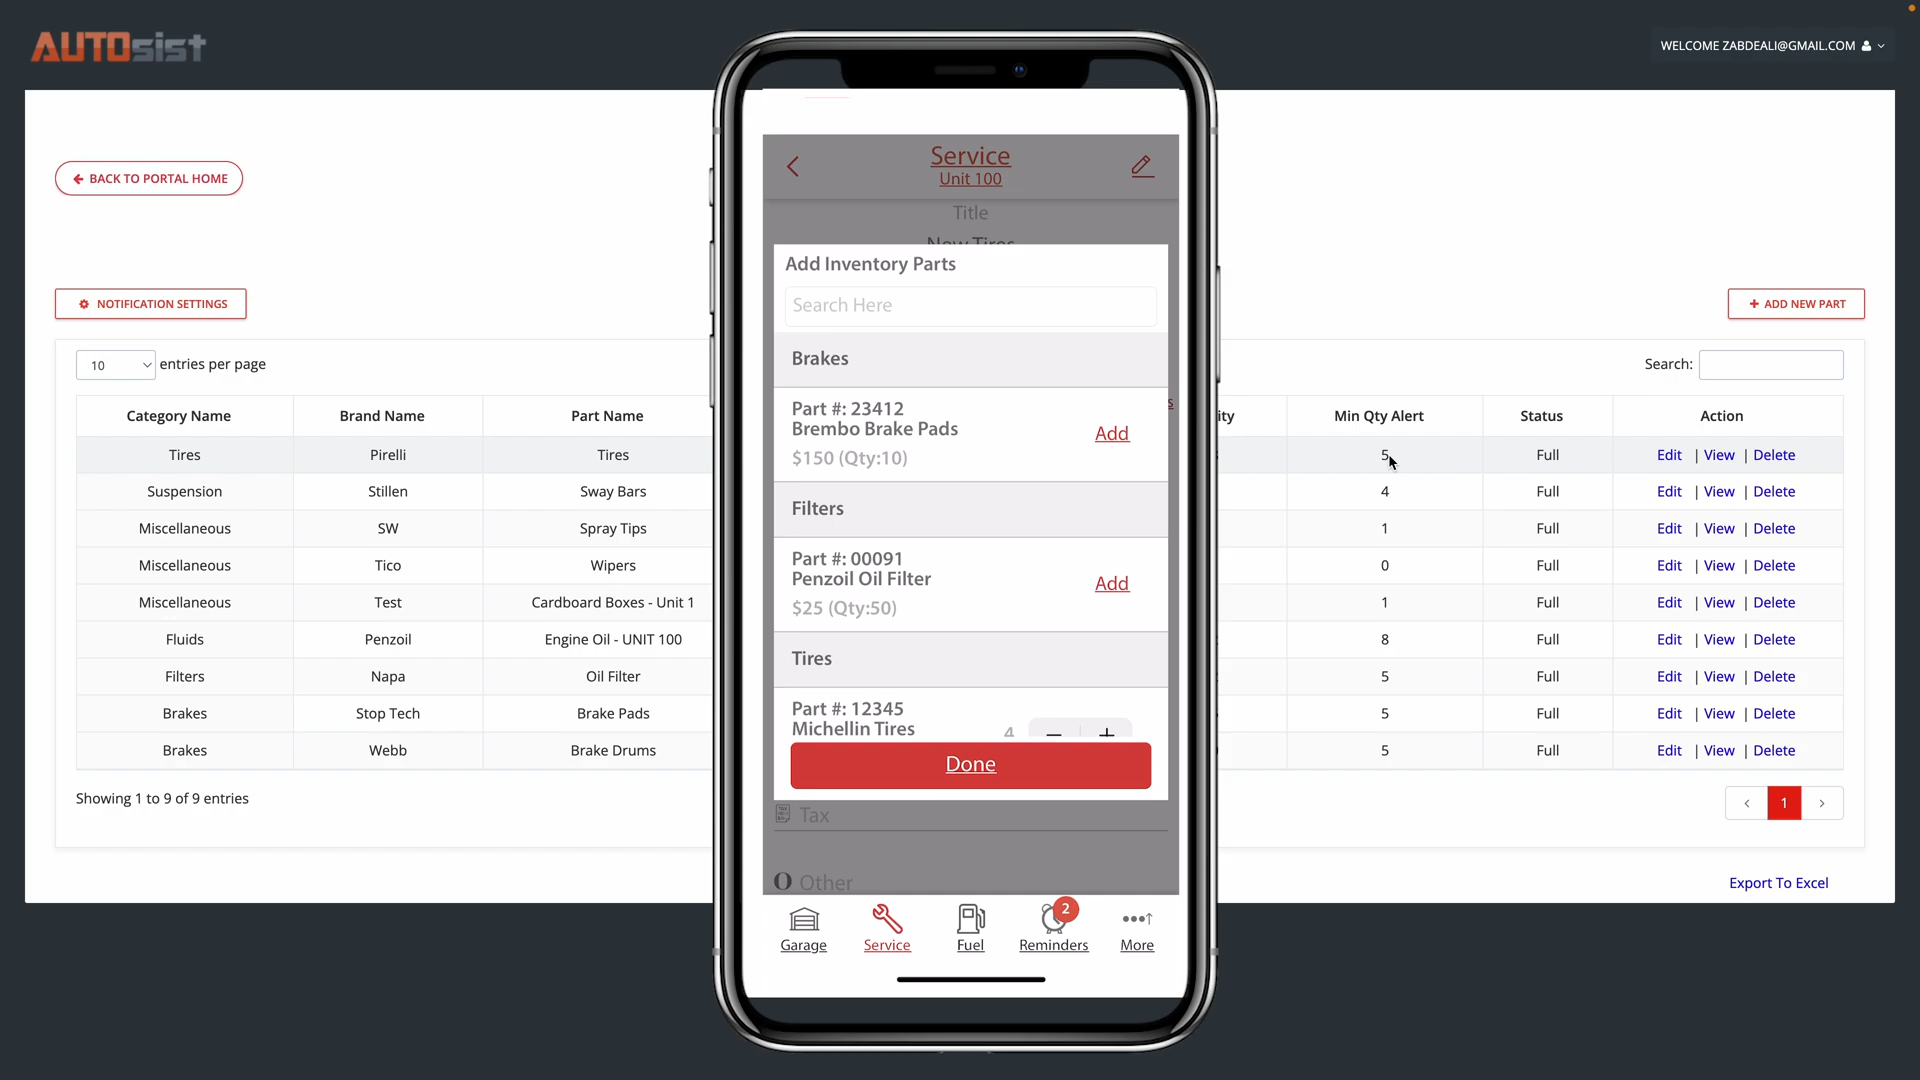 AUTOsist
WELCOME ZABDEALI@GMAIL.COM
BACK TO PORTAL HOME
NOTIFICATION SETTINGS
+ ADD NEW PART
10 entries per page
Search:
Category Name Brand Name Part Name ity Min Qty Alert Status Action
Tires Pirelli Tires 5 Full Edit | View | Delete
Suspension Stillen Sway Bars 4 Full Edit | View | Delete
Miscellaneous SW Spray Tips 1 Full Edit | View | Delete
Miscellaneous Tico Wipers 0 Full Edit | View | Delete
Miscellaneous Test Cardboard Boxes - Unit 1 1 Full Edit | View | Delete
Fluids Penzoil Engine Oil - UNIT 100 8 Full Edit | View | Delete
Filters Napa Oil Filter 5 Full Edit | View | Delete
Brakes Stop Tech Brake Pads 5 Full Edit | View | Delete
Brakes Webb Brake Drums 5 Full Edit | View | Delete
Showing 1 to 9 of 9 entries
1
Export To Excel
Service
Unit 100
Title
New Tires
Add Inventory Parts
Search Here
Brakes
Part #: 23412
Brembo Brake Pads
$150 (Qty:10)
Add
Filters
Part #: 00091
Penzoil Oil Filter
$25 (Qty:50)
Add
Tires
Part #: 12345
Michellin Tires
4 − +
Done
Tax
O Other
2
Garage Service Fuel Reminders More